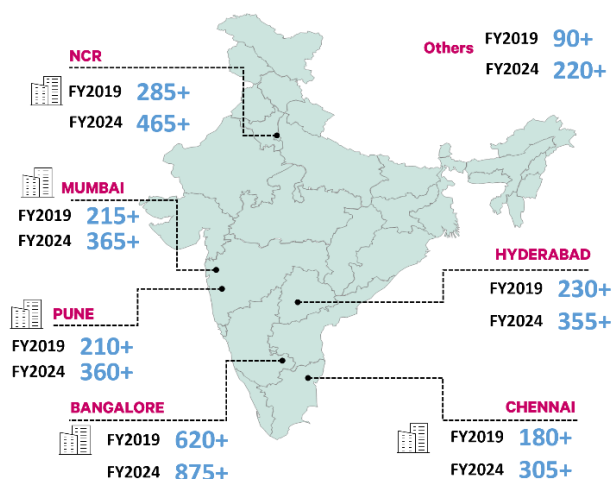 NCR
FY2019 285+
FY2024 465+
Others FY2019 90+
FY2024 220+
MUMBAI
FY2019 215+
FY2024 365+
HYDERABAD
FY2019 230+
FY2024 355+
PUNE
FY2019 210+
FY2024 360+
BANGALORE
FY2019 620+
FY2024 875+
CHENNAI
FY2019 180+
FY2024 305+